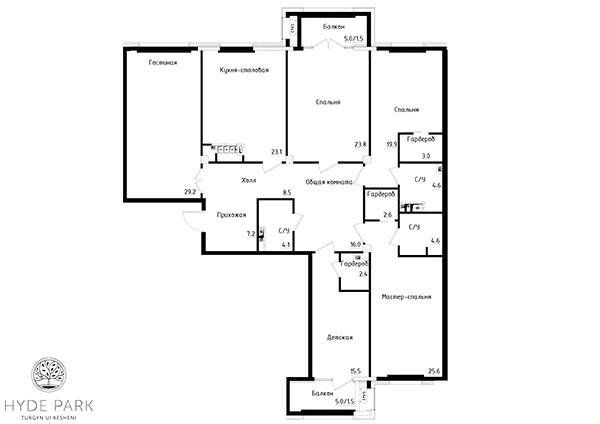 Балкон
5.0/1.5
Гостиная
Кухня-столовая
Спальня
Спальня
23.1
23.8
19.9
Гардероб
3.0
С/У
4.6
29.2
Холл
8.5
Общая комната
Гардероб
2.6
Прихожая
7.2
С/У
4.1
16.0
С/У
4.6
Гардероб
2.4
Мастер-спальня
Детская
15.5
25.6
Балкон
5.0/1.5
HYDE PARK
TURGYN UI KESHENI